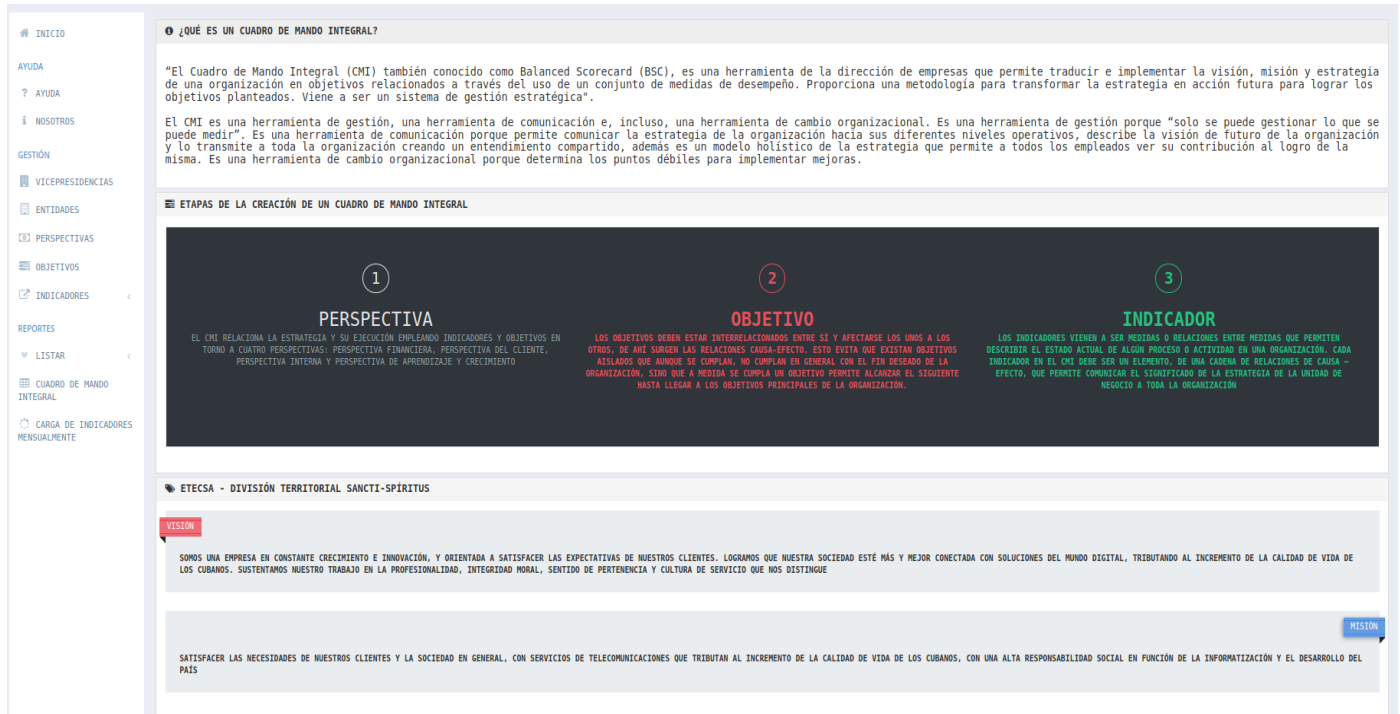 INICIO
AYUDA
? AYUDA
NOSOTROS
GESTIÓN
VICEPRESIDENCIAS
ENTIDADES
PERSPECTIVAS
OBJETIVOS
INDICADORES
REPORTES
LISTAR
CUADRO DE MANDO
INTEGRAL
CARGA DE INDICADORES
MENSUALMENTE
¿QUÉ ES UN CUADRO DE MANDO INTEGRAL?
“El Cuadro de Mando Integral (CMI) también conocido como Balanced Scorecard (BSC), es una herramienta de la dirección de empresas que permite traducir e implementar la visión, misión y estrategia
de una organización en objetivos relacionados a través del uso de un conjunto de medidas de desempeño. Proporciona una metodología para transformar la estrategia en acción futura para lograr los
objetivos planteados. Viene a ser un sistema de gestión estratégica".
El CMI es una herramienta de gestión, una herramienta de comunicación e, incluso, una herramienta de cambio organizacional. Es una herramienta de gestión porque “solo se puede gestionar lo que se
puede medir”. Es una herramienta de comunicación porque permite comunicar la estrategia de la organización hacia sus diferentes niveles operativos, describe la visión de futuro de la organización
y lo transmite a toda la organización creando un entendimiento compartido, además es un modelo holístico de la estrategia que permite a todos los empleados ver su contribución al logro de la
misma. Es una herramienta de cambio organizacional porque determina los puntos débiles para implementar mejoras.
ETAPAS DE LA CREACIÓN DE UN CUADRO DE MANDO INTEGRAL
1
PERSPECTIVA
EL CMI RELACIONA LA ESTRATEGIA Y SU EJECUCIÓN EMPLEANDO INDICADORES Y OBJETIVOS EN
TORNO A CUATRO PERSPECTIVAS: PERSPECTIVA FINANCIERA, PERSPECTIVA DEL CLIENTE,
PERSPECTIVA INTERNA Y PERSPECTIVA DE APRENDIZAJE Y CRECIMIENTO
2
OBJETIVO
LOS OBJETIVOS DEBEN ESTAR INTERRELACIONADOS ENTRE SÍ Y AFECTARSE LOS UNOS A LOS
OTROS, DE AHÍ SURGEN LAS RELACIONES CAUSA-EFECTO. ESTO EVITA QUE EXISTAN OBJETIVOS
AISLADOS QUE AUNQUE SE CUMPLAN, NO CUMPLAN EN GENERAL CON EL FIN DESEADO DE LA
ORGANIZACIÓN, SINO QUE A MEDIDA SE CUMPLA UN OBJETIVO PERMITE ALCANZAR EL SIGUIENTE
HASTA LLEGAR A LOS OBJETIVOS PRINCIPALES DE LA ORGANIZACIÓN.
3
INDICADOR
LOS INDICADORES VIENEN A SER MEDIDAS O RELACIONES ENTRE MEDIDAS QUE PERMITEN
DESCRIBIR EL ESTADO ACTUAL DE ALGÚN PROCESO O ACTIVIDAD EN UNA ORGANIZACIÓN. CADA
INDICADOR EN EL CMI DEBE SER UN ELEMENTO, DE UNA CADENA DE RELACIONES DE CAUSA –
EFECTO, QUE PERMITE COMUNICAR EL SIGNIFICADO DE LA ESTRATEGIA DE LA UNIDAD DE
NEGOCIO A TODA LA ORGANIZACIÓN
ETECSA - DIVISIÓN TERRITORIAL SANCTI-SPÍRITUS
VISIÓN
SOMOS UNA EMPRESA EN CONSTANTE CRECIMIENTO E INNOVACIÓN, Y ORIENTADA A SATISFACER LAS EXPECTATIVAS DE NUESTROS CLIENTES. LOGRAMOS QUE NUESTRA SOCIEDAD ESTÉ MÁS Y MEJOR CONECTADA CON SOLUCIONES DEL MUNDO DIGITAL, TRIBUTANDO AL INCREMENTO DE LA CALIDAD DE VIDA DE
LOS CUBANOS. SUSTENTAMOS NUESTRO TRABAJO EN LA PROFESIONALIDAD, INTEGRIDAD MORAL, SENTIDO DE PERTENENCIA Y CULTURA DE SERVICIO QUE NOS DISTINGUE
MISIÓN
SATISFACER LAS NECESIDADES DE NUESTROS CLIENTES Y LA SOCIEDAD EN GENERAL, CON SERVICIOS DE TELECOMUNICACIONES QUE TRIBUTAN AL INCREMENTO DE LA CALIDAD DE VIDA DE LOS CUBANOS, CON UNA ALTA RESPONSABILIDAD SOCIAL EN FUNCIÓN DE LA INFORMATIZACIÓN Y EL DESARROLLO DEL
PAÍS